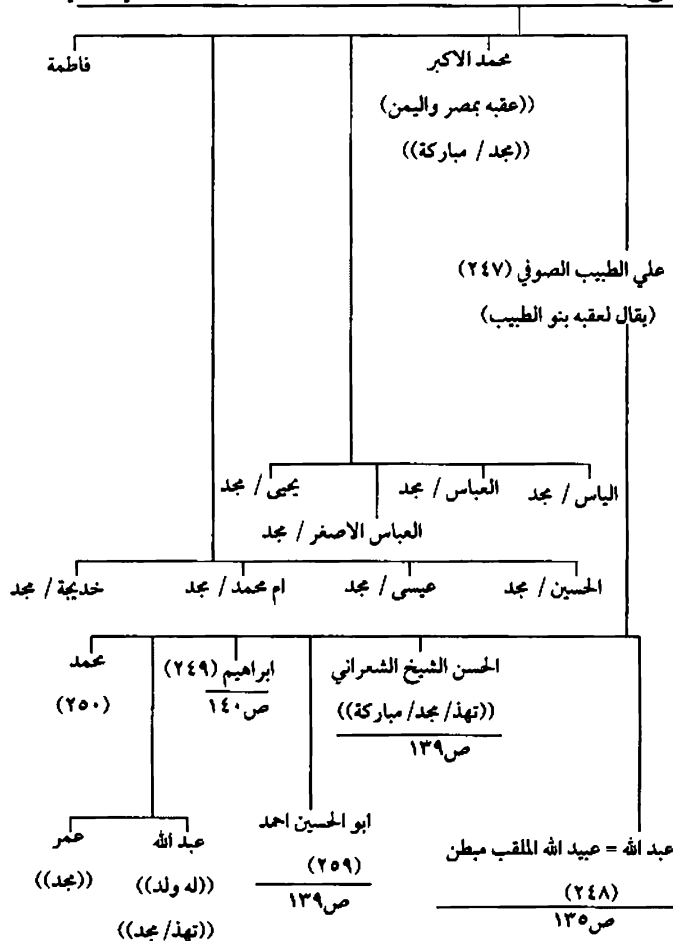 محمد الاكبر
((عقبه بمصر واليمن)
((مجد / مباركة))
فاطمة
علي الطبيب الصوفي (٢٤٧)
(يقال لعقبه بنو الطبيب)
الياس / مجد
العباس / مجد
يحيى / مجد
العباس الاصغر / مجد
الحسين / مجد
عيسى / مجد
ام محمد / مجد
خديجة / مجد
الحسن الشيخ الشعراني
((تهذ / مجد / مباركة))
ص١٣٩
ابراهيم (٢٤٩)
ص١٤٠
محمد
(٢٥٠)
عبد الله = عبيد الله الملقب مبطن
(٢٤٨)
ص١٣٥
ابو الحسين احمد
(٢٥٩)
ص١٣٩
عبد الله
((له ولد))
((تهذ / مجد))
عمر
((مجد))